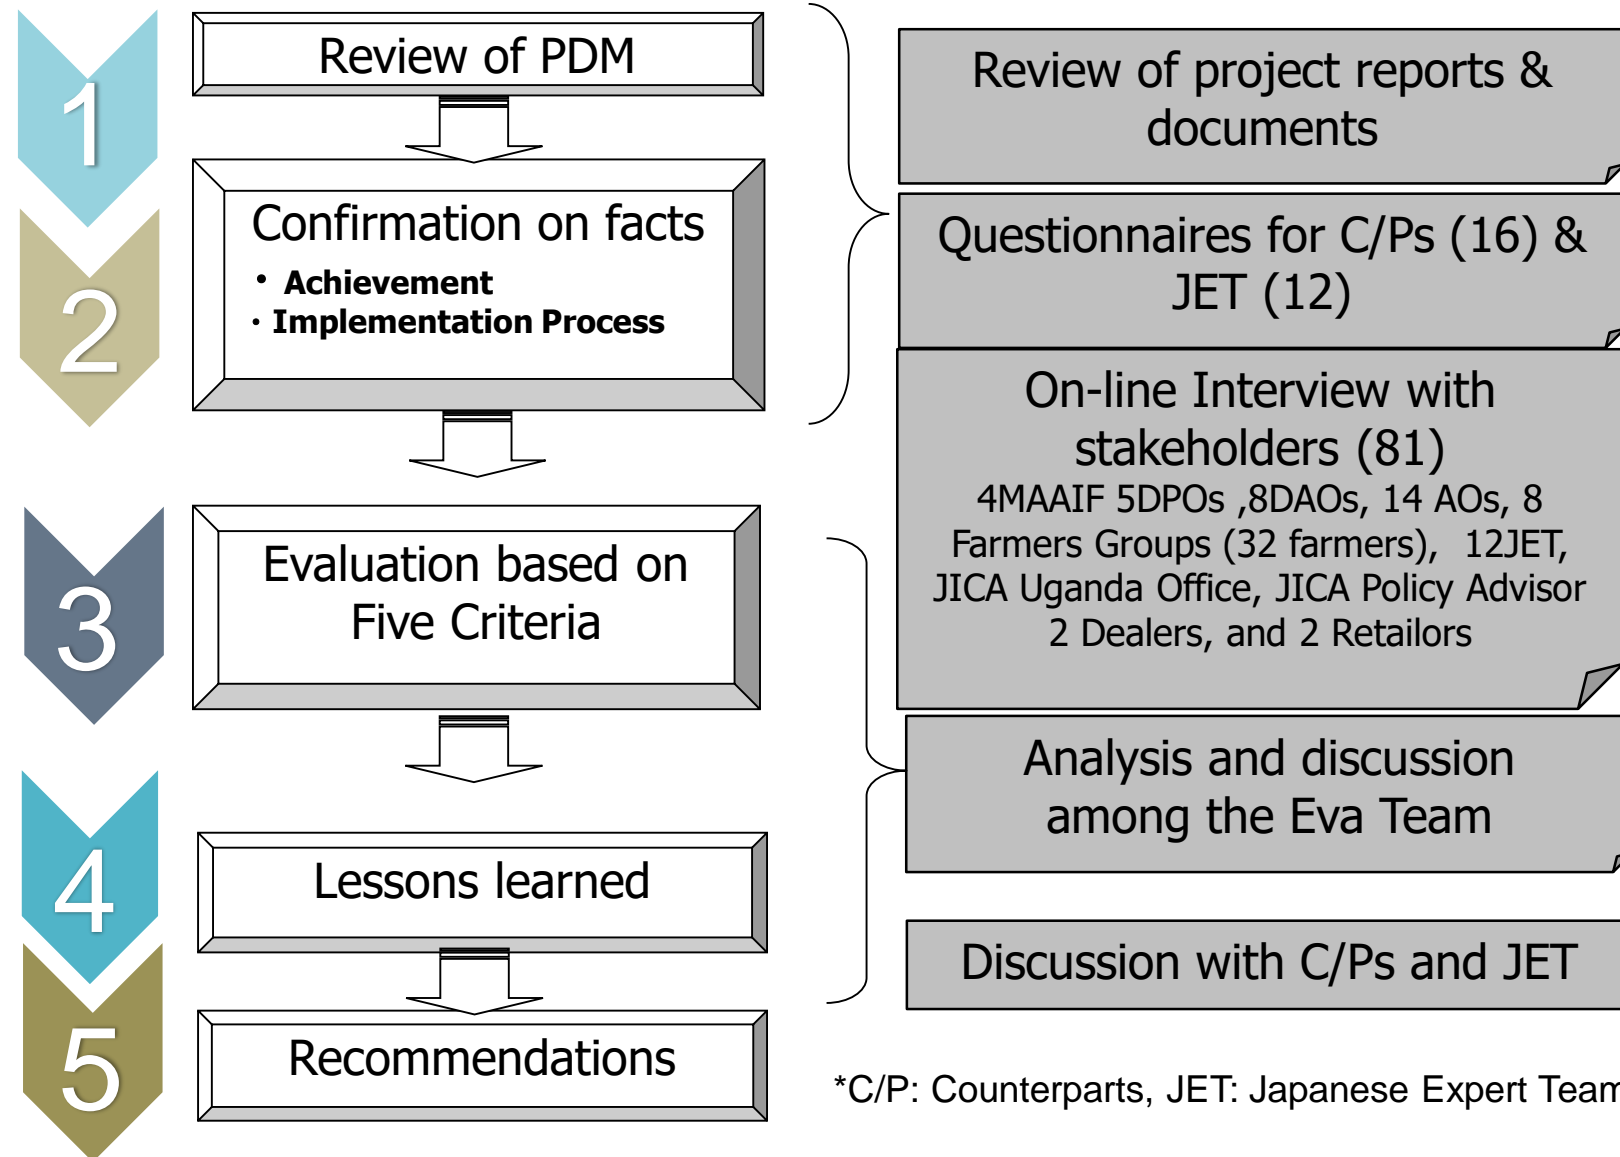 1
Review of PDM
2
Confirmation on facts
• Achievement
• Implementation Process
3
Evaluation based on
Five Criteria
4
Lessons learned
5
Recommendations
Review of project reports &
documents
Questionnaires for C/Ps (16) &
JET (12)
On-line Interview with
stakeholders (81)
4MAAIF 5DPOs ,8DAOs, 14 AOs, 8
Farmers Groups (32 farmers), 12JET,
JICA Uganda Office, JICA Policy Advisor
2 Dealers, and 2 Retailors
Analysis and discussion
among the Eva Team
Discussion with C/Ps and JET
*C/P: Counterparts, JET: Japanese Expert Team